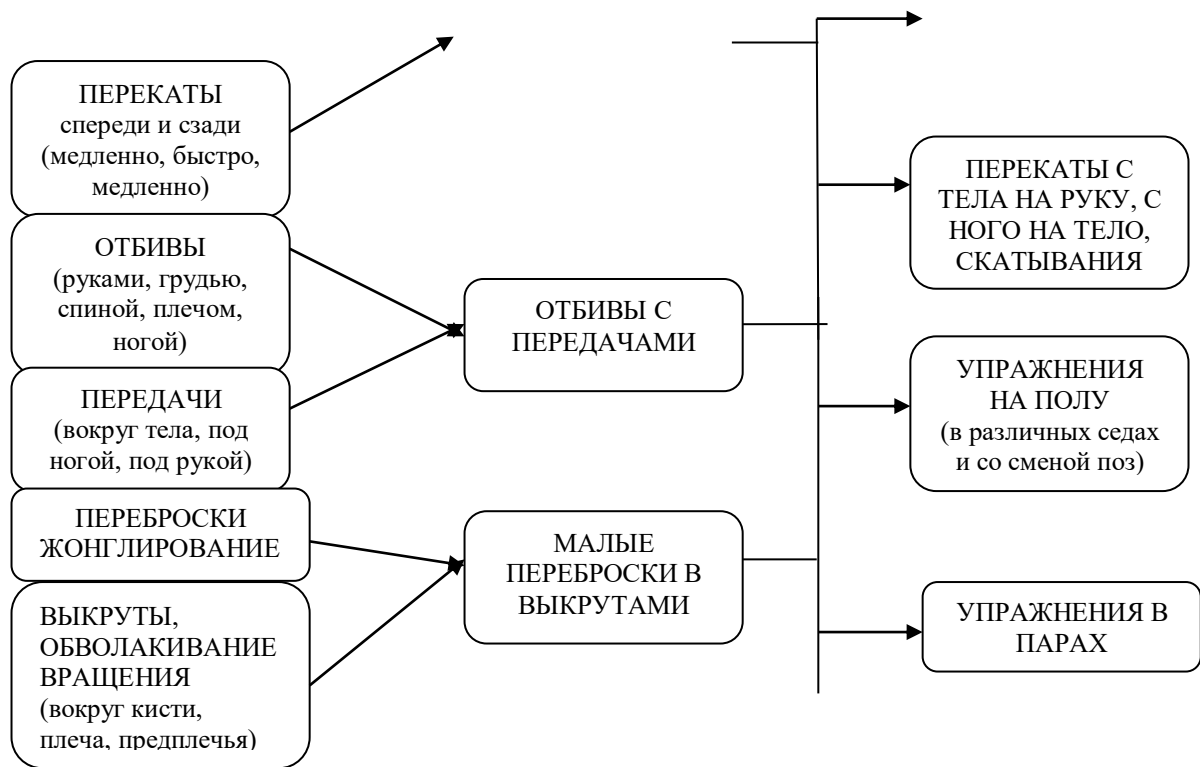 ПЕРЕКАТЫ
спереди и сзади
(медленно, быстро,
медленно)
ОТБИВЫ
(руками, грудью,
спиной, плечом,
ногой)
ПЕРЕДАЧИ
(вокруг тела, под
ногой, под рукой)
ПЕРЕБРОСКИ
ЖОНГЛИРОВАНИЕ
ВЫКРУТЫ,
ОБВОЛАКИВАНИЕ
ВРАЩЕНИЯ
(вокруг кисти,
плеча, предплечья)
ОТБИВЫ С
ПЕРЕДАЧАМИ
МАЛЫЕ
ПЕРЕБРОСКИ В
ВЫКРУТАМИ
ПЕРЕКАТЫ С
ТЕЛА НА РУКУ, С
НОГО НА ТЕЛО,
СКАТЫВАНИЯ
УПРАЖНЕНИЯ
НА ПОЛУ
(в различных седах
и со сменой поз)
УПРАЖНЕНИЯ В
ПАРАХ